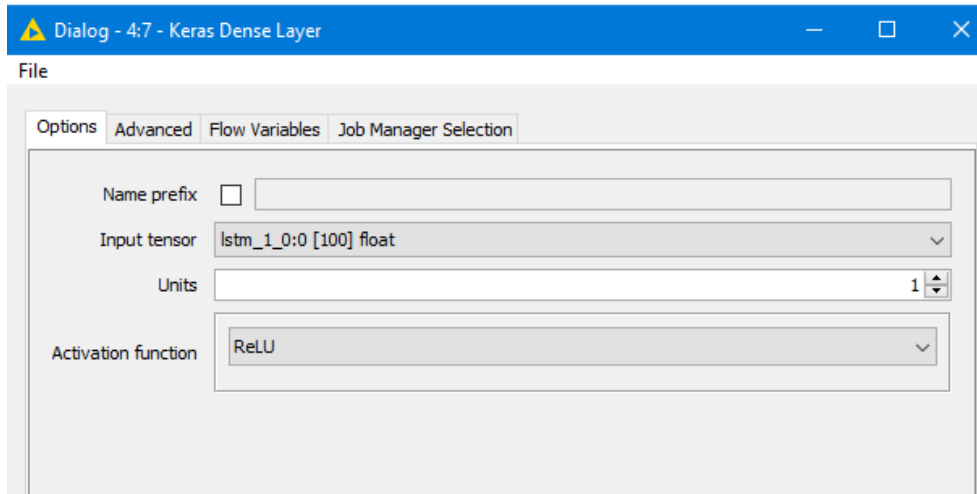 Dialog - 4:7 - Keras Dense Layer
File
Options Advanced Flow Variables Job Manager Selection
Name prefix
Input tensor lstm_1_0:0 [100] float
Units 1
Activation function ReLU